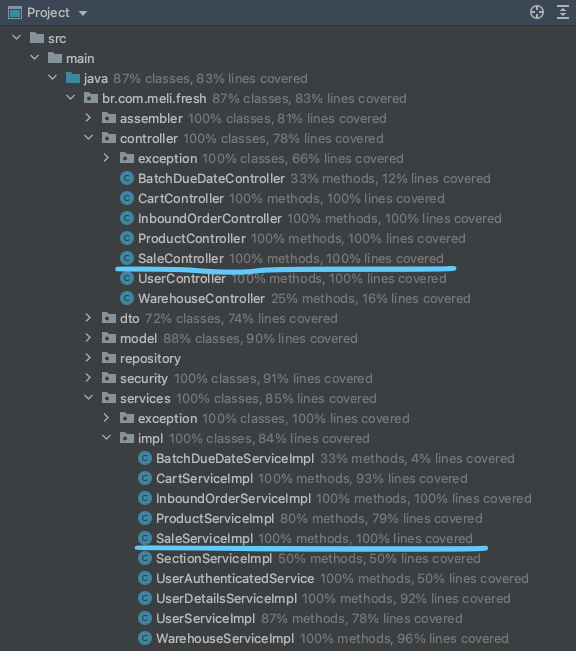 Project
src
main
java 87% classes, 83% lines covered
br.com.meli.fresh 87% classes, 83% lines covered
assembler 100% classes, 81% lines covered
controller 100% classes, 78% lines covered
exception 100% classes, 66% lines covered
BatchDueDateController 33% methods, 12% lines covered
CartController 100% methods, 100% lines covered
InboundOrderController 100% methods, 100% lines covered
ProductController 100% methods, 100% lines covered
SaleController 100% methods, 100% lines covered
UserController 100% methods, 100% lines covered
WarehouseController 25% methods, 16% lines covered
dto 72% classes, 74% lines covered
model 88% classes, 90% lines covered
repository
security 100% classes, 91% lines covered
services 100% classes, 85% lines covered
exception 100% classes, 100% lines covered
impl 100% classes, 84% lines covered
BatchDueDateServiceImpl 33% methods, 4% lines covered
CartServiceImpl 100% methods, 93% lines covered
InboundOrderServiceImpl 100% methods, 100% lines covered
ProductServiceImpl 80% methods, 79% lines covered
SaleServiceImpl 100% methods, 100% lines covered
SectionServiceImpl 50% methods, 50% lines covered
UserAuthenticatedService 100% methods, 50% lines covered
UserDetailsServiceImpl 100% methods, 92% lines covered
UserServiceImpl 87% methods, 78% lines covered
WarehouseServiceImpl 100% methods, 96% lines covered